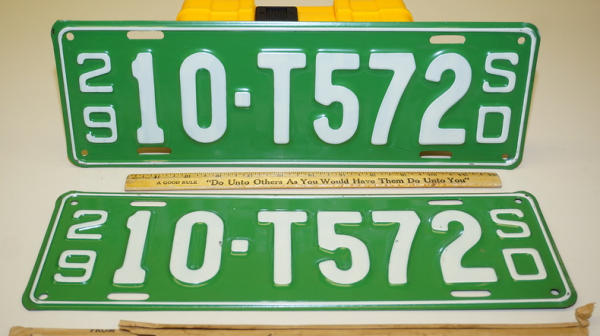 29 10-T572 SD
A GOOD RULE "Do Unto Others As You Would Have Them Do Unto You"
29 10-T572 SD
FROM